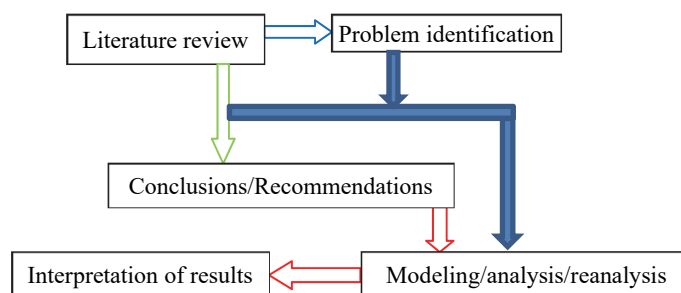 Literature review
Problem identification
Conclusions/Recommendations
Interpretation of results
Modeling/analysis/reanalysis